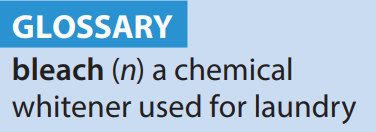 GLOSSARY
bleach (n) a chemical
whitener used for laundry